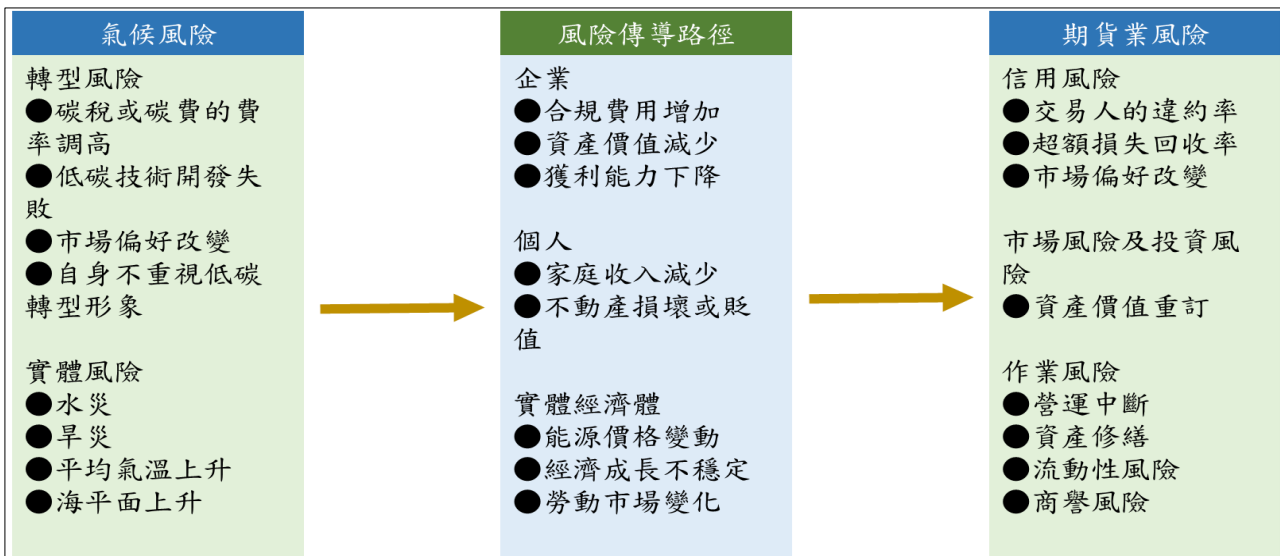 氣候風險
轉型風險
●碳稅或碳費的費
率調高
●低碳技術開發失
敗
●市場偏好改變
●自身不重視低碳
轉型形象
實體風險
●水災
●旱災
●平均氣溫上升
●海平面上升
風險傳導路徑
企業
●合規費用增加
●資產價值減少
●獲利能力下降
個人
●家庭收入減少
●不動產損壞或貶
值
實體經濟體
●能源價格變動
●經濟成長不穩定
●勞動市場變化
期貨業風險
信用風險
●交易人的違約率
●超額損失回收率
●市場偏好改變
市場風險及投資風
險
●資產價值重訂
作業風險
●營運中斷
●資產修繕
●流動性風險
●商譽風險